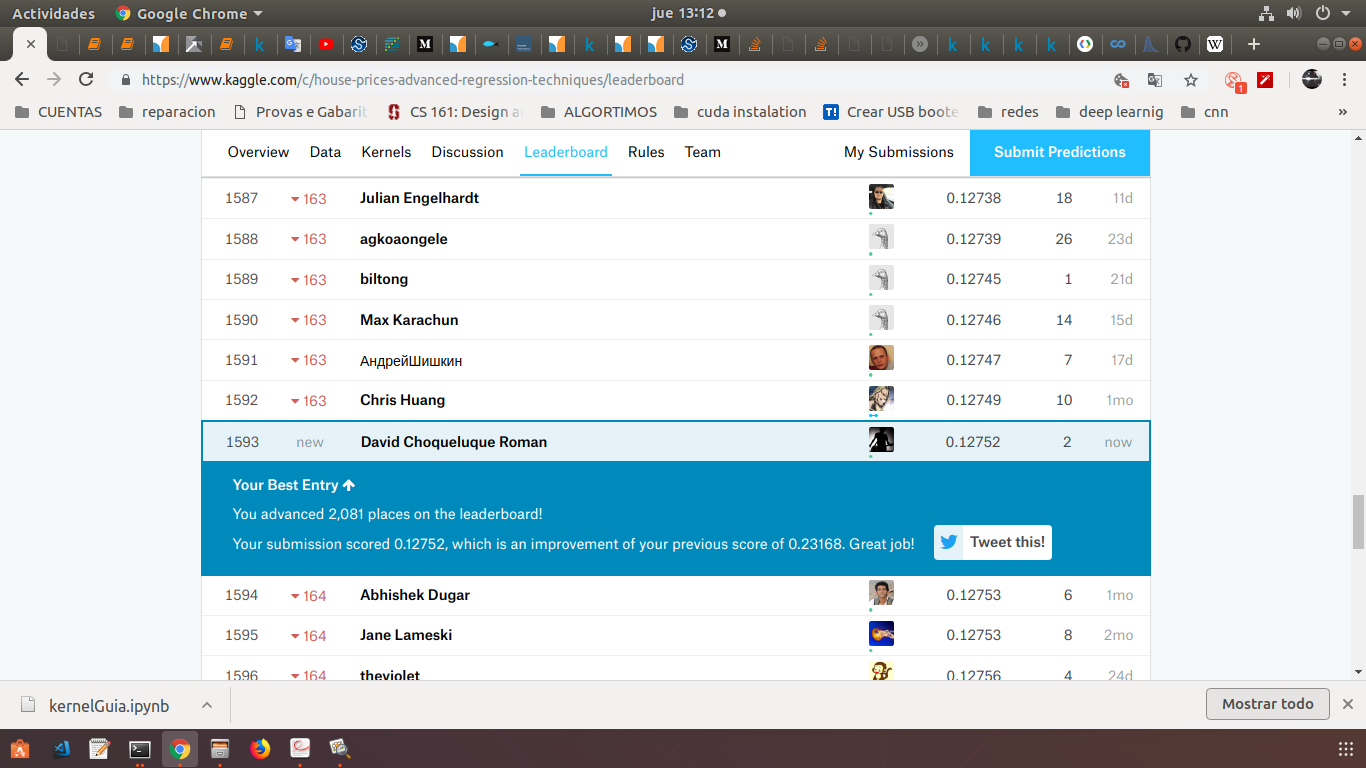 Actividades Google Chrome jue 13:12
https://www.kaggle.com/c/house-prices-advanced-regression-techniques/leaderboard 1
CUENTAS reparacion Provas e Gabarit CS 161: Design a ALGORTIMOS cuda instalation T! Crear USB boote redes deep learnig cnn »
Overview Data Kernels Discussion Leaderboard Rules Team My Submissions Submit Predictions
1587 163 Julian Engelhardt 0.12738 18 11d
1588 163 agkoaongele 0.12739 26 23d
1589 163 biltong 0.12745 1 21d
1590 163 Max Karachun 0.12746 14 15d
1591 163 АндрейШишкин 0.12747 7 17d
1592 163 Chris Huang 0.12749 10 1mo
1593 new David Choqueluque Roman 0.12752 2 now
Your Best Entry
You advanced 2,081 places on the leaderboard!
Your submission scored 0.12752, which is an improvement of your previous score of 0.23168. Great job! Tweet this!
1594 164 Abhishek Dugar 0.12753 6 1mo
1595 164 Jane Lameski 0.12753 8 2mo
1596 164 theviolet 0.12756 4 24d
kernelGuia.ipynb Mostrar todo